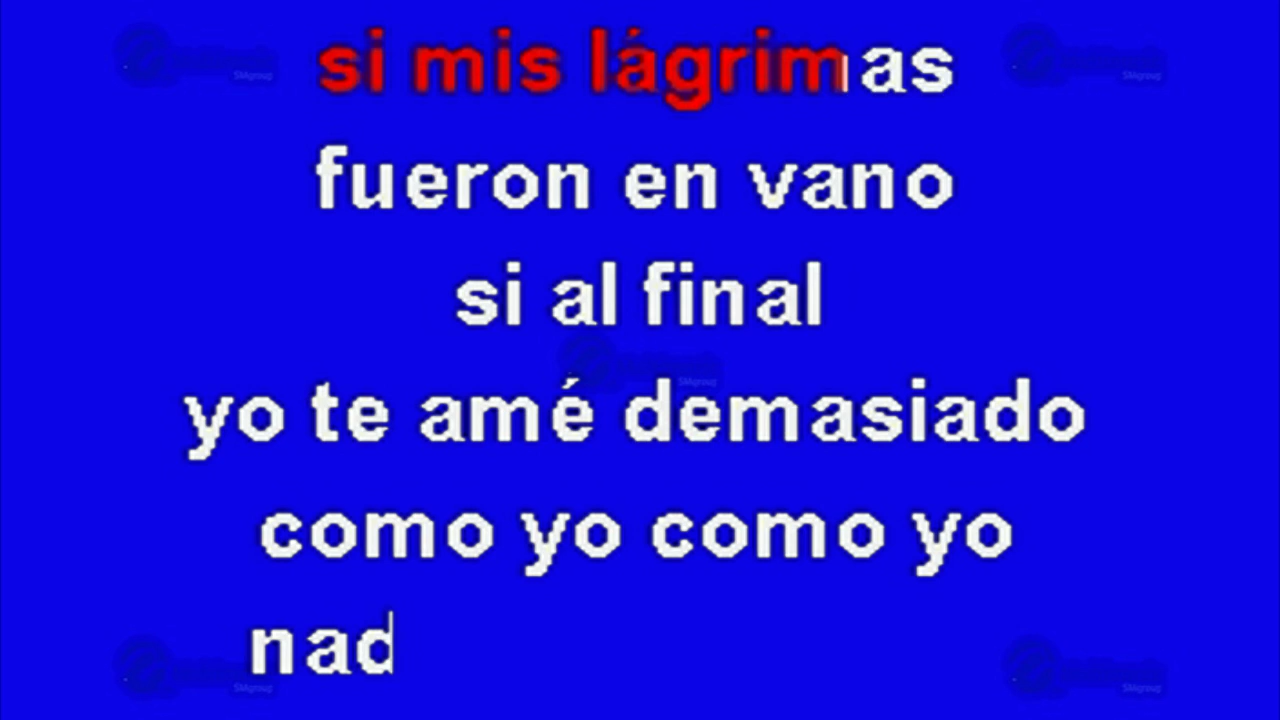 si mis lágrimas
fueron en vano
si al final
yo te amé demasiado
como yo como yo
nad